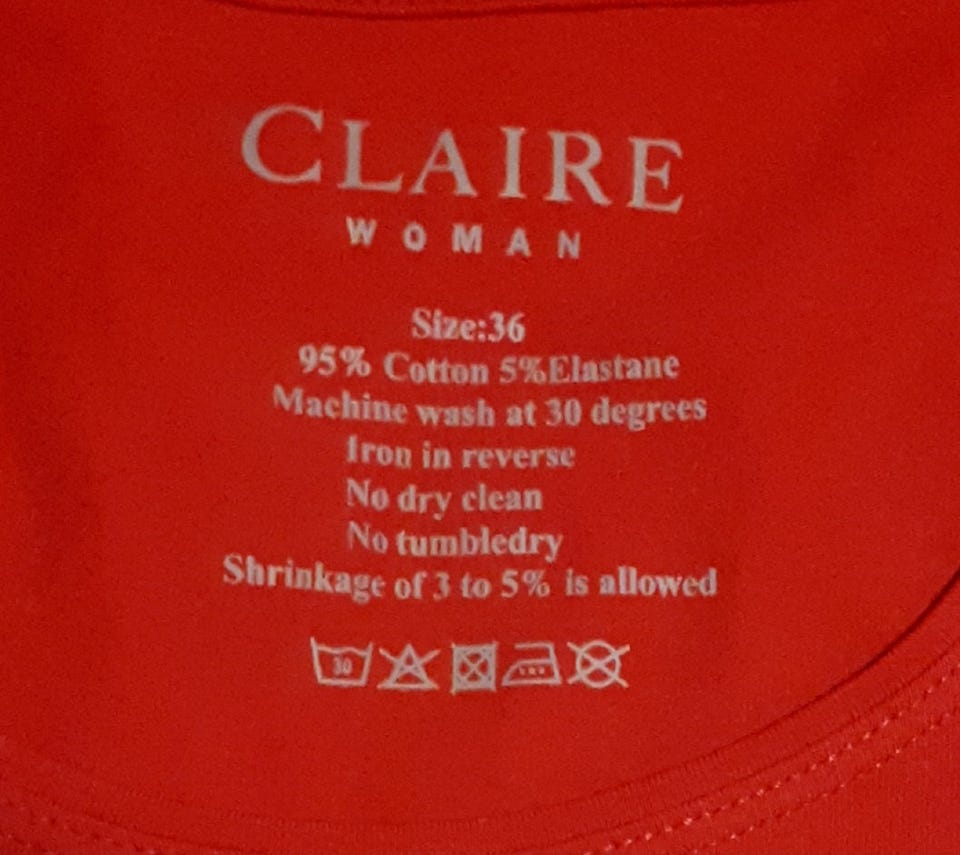 CLAIRE
WOMAN
Size:36
95% Cotton 5%Elastane
Machine wash at 30 degrees
Iron in reverse
No dry clean
No tumbledry
Shrinkage of 3 to 5% is allowed
30